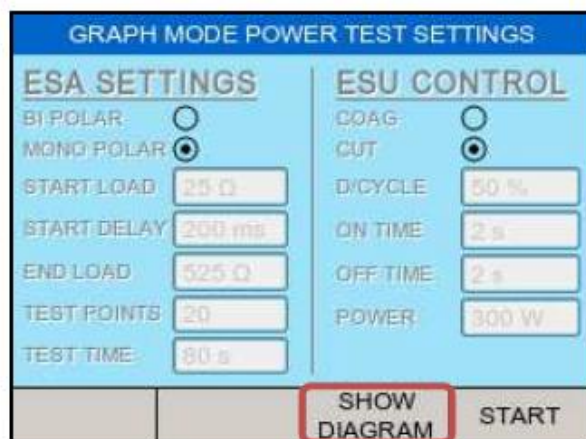 GRAPH MODE POWER TEST SETTINGS
ESA SETTINGS
BI POLAR
MONO POLAR
START LOAD 25 Ω
START DELAY 200 ms
END LOAD 525 Ω
TEST POINTS 20
TEST TIME 80 s
ESU CONTROL
COAG
CUT
D/CYCLE 50 %
ON TIME 2 s
OFF TIME 2 s
POWER 300 W
SHOW
DIAGRAM
START